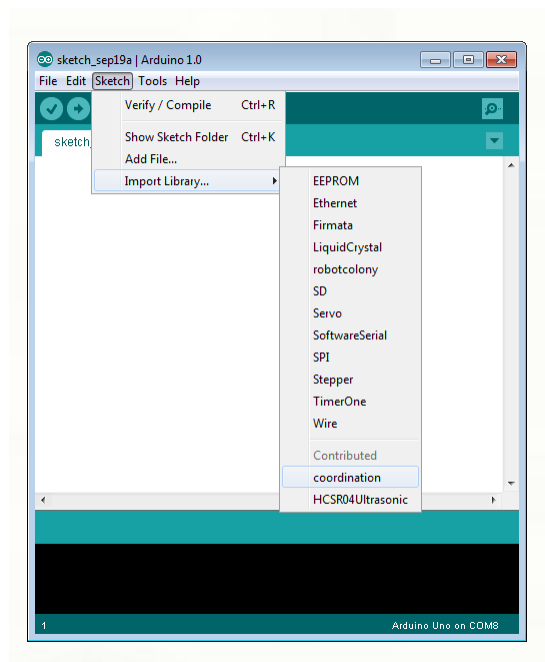 sketch_sep19a | Arduino 1.0
File Edit Sketch Tools Help
Verify / Compile Ctrl+R
sketch_
Show Sketch Folder Ctrl+K
Add File...
Import Library...
EEPROM
Ethernet
Firmata
LiquidCrystal
robotcolony
SD
Servo
SoftwareSerial
SPI
Stepper
TimerOne
Wire
Contributed
coordination
HCSR04Ultrasonic
1 Arduino Uno on COM8